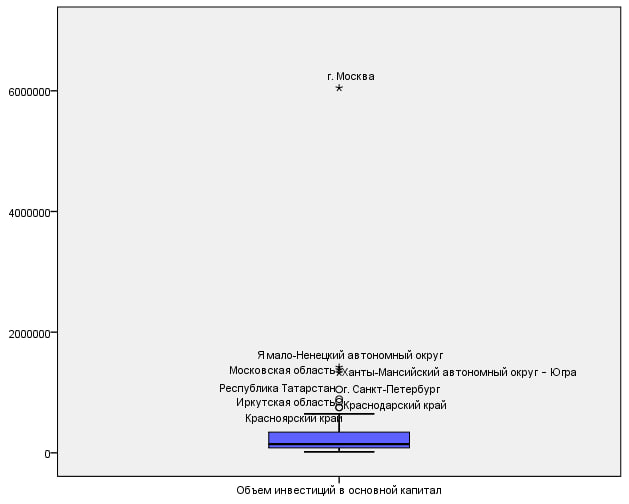 г. Москва
6000000
4000000
2000000
Ямало-Ненецкий автономный округ
Московская область
Ханты-Мансийский автономный округ - Югра
Республика Татарстан
г. Санкт-Петербург
Иркутская область
Краснодарский край
Красноярский край
0
Объем инвестиций в основной капитал